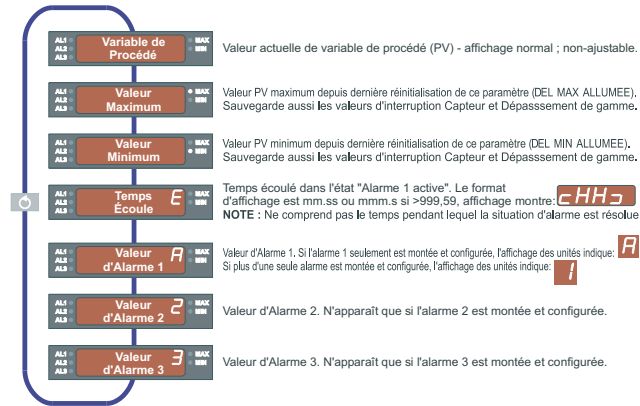 AL1 AL2 AL3 Variable de Procédé MAX MIN
Valeur actuelle de variable de procédé (PV) - affichage normal ; non-ajustable.
AL1 AL2 AL3 Valeur Maximum MAX MIN
Valeur PV maximum depuis dernière réinitialisation de ce paramètre (DEL MAX ALLUMEE).
Sauvegarde aussi les valeurs d'interruption Capteur et Dépasssement de gamme.
AL1 AL2 AL3 Valeur Minimum MAX MIN
Valeur PV minimum depuis dernière réinitialisation de ce paramètre (DEL MIN ALLUMEE).
Sauvegarde aussi les valeurs d'interruption Capteur et Dépasssement de gamme.
AL1 AL2 AL3 Temps Écoule E MAX MIN
Temps écoulé dans l'état "Alarme 1 active". Le format
d'affichage est mm.ss ou mmm.s si >999,59, affichage montre: cHHɔ
NOTE : Ne comprend pas le temps pendant lequel la situation d'alarme est résolue
AL1 AL2 AL3 Valeur d'Alarme 1 A MAX MIN
Valeur d'Alarme 1. Si l'alarme 1 seulement est montée et configurée, l'affichage des unités indique: A
Si plus d'une seule alarme est montée et configurée, l'affichage des unités indique: 1
AL1 AL2 AL3 Valeur d'Alarme 2 2 MAX MIN
Valeur d'Alarme 2. N'apparaît que si l'alarme 2 est montée et configurée.
AL1 AL2 AL3 Valeur d'Alarme 3 3 MAX MIN
Valeur d'Alarme 3. N'apparaît que si l'alarme 3 est montée et configurée.